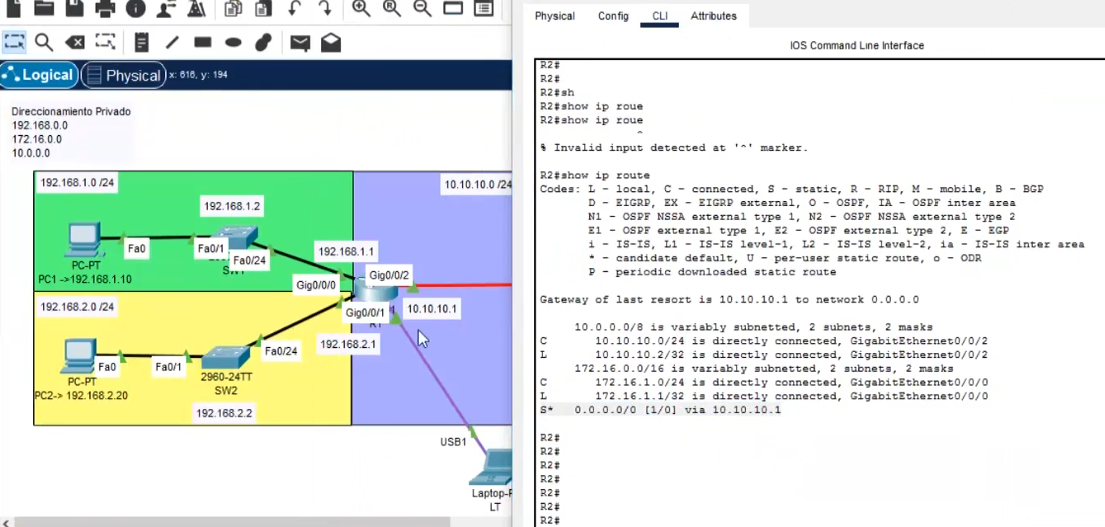 Logical
Physical
x: 616, y: 194
Direccionamiento Privado
192.168.0.0
172.16.0.0
10.0.0.0
192.168.1.0 /24
10.10.10.0 /24
192.168.1.2
Fa0
Fa0/1
Fa0/24
SW1
PC-PT
PC1 ->192.168.1.10
192.168.1.1
Gig0/0/2
Gig0/0/0
192.168.2.0 /24
Gig0/0/1
R1
10.10.10.1
192.168.2.1
Fa0
Fa0/1
Fa0/24
PC-PT
PC2-> 192.168.2.20
2960-24TT
SW2
192.168.2.2
USB1
LT
Physical Config CLI Attributes
IOS Command Line Interface
R2#
R2#
R2#sh
R2#show ip roue
R2#show ip roue
^
% Invalid input detected at '^' marker.
R2#show ip route
Codes: L - local, C - connected, S - static, R - RIP, M - mobile, B - BGP
D - EIGRP, EX - EIGRP external, O - OSPF, IA - OSPF inter area
N1 - OSPF NSSA external type 1, N2 - OSPF NSSA external type 2
E1 - OSPF external type 1, E2 - OSPF external type 2, E - EGP
i - IS-IS, L1 - IS-IS level-1, L2 - IS-IS level-2, ia - IS-IS inter area
* - candidate default, U - per-user static route, o - ODR
P - periodic downloaded static route
Gateway of last resort is 10.10.10.1 to network 0.0.0.0
10.0.0.0/8 is variably subnetted, 2 subnets, 2 masks
C 10.10.10.0/24 is directly connected, GigabitEthernet0/0/2
L 10.10.10.2/32 is directly connected, GigabitEthernet0/0/2
172.16.0.0/16 is variably subnetted, 2 subnets, 2 masks
C 172.16.1.0/24 is directly connected, GigabitEthernet0/0/0
L 172.16.1.1/32 is directly connected, GigabitEthernet0/0/0
S* 0.0.0.0/0 [1/0] via 10.10.10.1
R2#
R2#
R2#
R2#
R2#
R2#
R2#